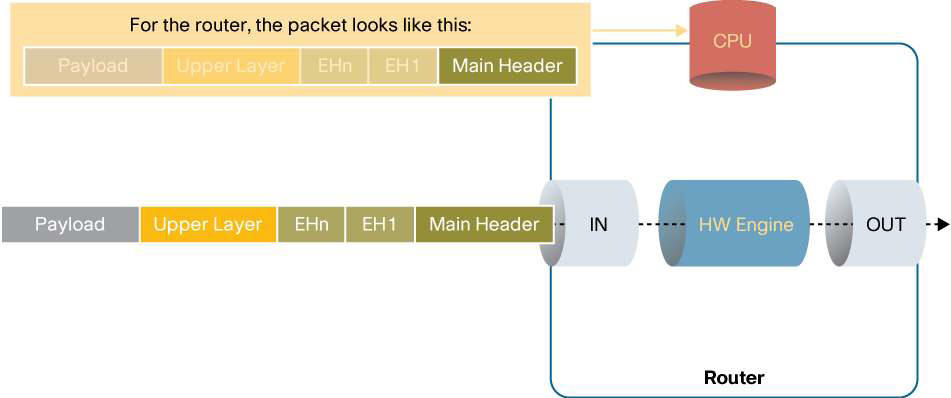 For the router, the packet looks like this:
CPU
Payload Upper Layer EHn EH1 Main Header
Payload Upper Layer EHn EH1 Main Header IN HW Engine OUT
Router